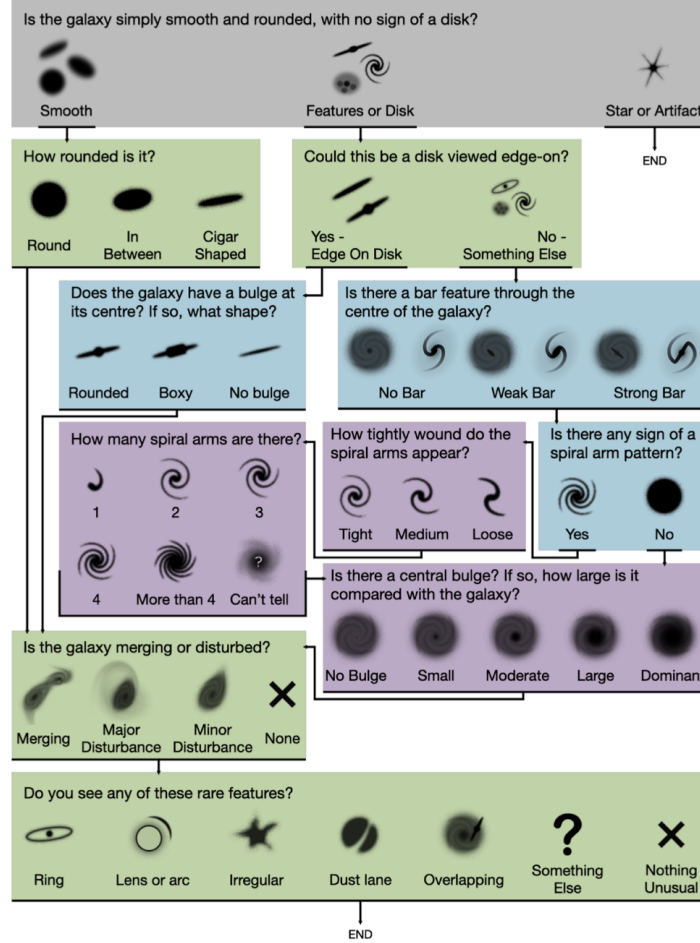 Is the galaxy simply smooth and rounded, with no sign of a disk?
Smooth
Features or Disk
Star or Artifact
END
How rounded is it?
Round
In
Between
Cigar
Shaped
Could this be a disk viewed edge-on?
Yes -
Edge On Disk
No -
Something Else
Does the galaxy have a bulge at
its centre? If so, what shape?
Rounded
Boxy
No bulge
Is there a bar feature through the
centre of the galaxy?
No Bar
Weak Bar
Strong Bar
How many spiral arms are there?
1
2
3
4
More than 4
?
Can't tell
How tightly wound do the
spiral arms appear?
Tight
Medium
Loose
Is there any sign of a
spiral arm pattern?
Yes
No
Is there a central bulge? If so, how large is it
compared with the galaxy?
No Bulge
Small
Moderate
Large
Dominan
Is the galaxy merging or disturbed?
Merging
Major
Disturbance
Minor
Disturbance
None
Do you see any of these rare features?
Ring
Lens or arc
Irregular
Dust lane
Overlapping
?
Something
Else
Nothing
Unusual
END